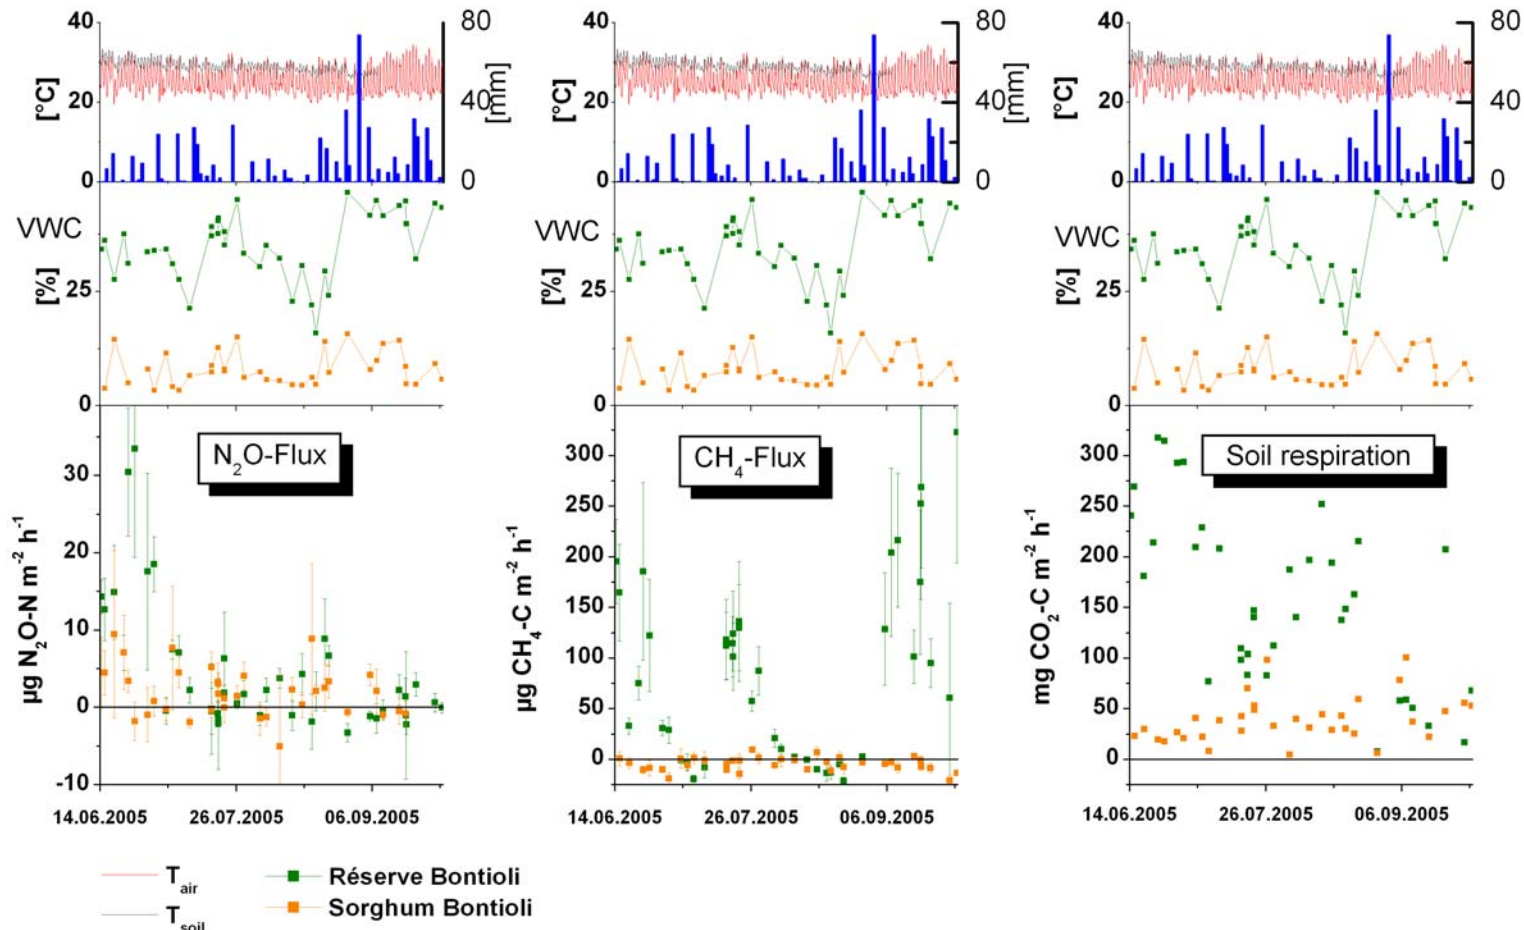 40 80 40 80 40 80
[°C] 20 40 [mm] [°C] 20 40 [mm] [°C] 20 40
0 0 0 0 0 0
VWC VWC VWC
[%] 25 [%] 25 [%] 25
0 0 0
N2O-Flux CH4-Flux Soil respiration
µg N2O-N m-2 h-1
30
20
10
0
-10
µg CH4-C m-2 h-1
300
250
200
150
100
50
0
mg CO2-C m-2 h-1
300
250
200
150
100
50
0
14.06.2005 26.07.2005 06.09.2005 14.06.2005 26.07.2005 06.09.2005 14.06.2005 26.07.2005 06.09.2005
Tair Réserve Bontioli
Tsoil Sorghum Bontioli